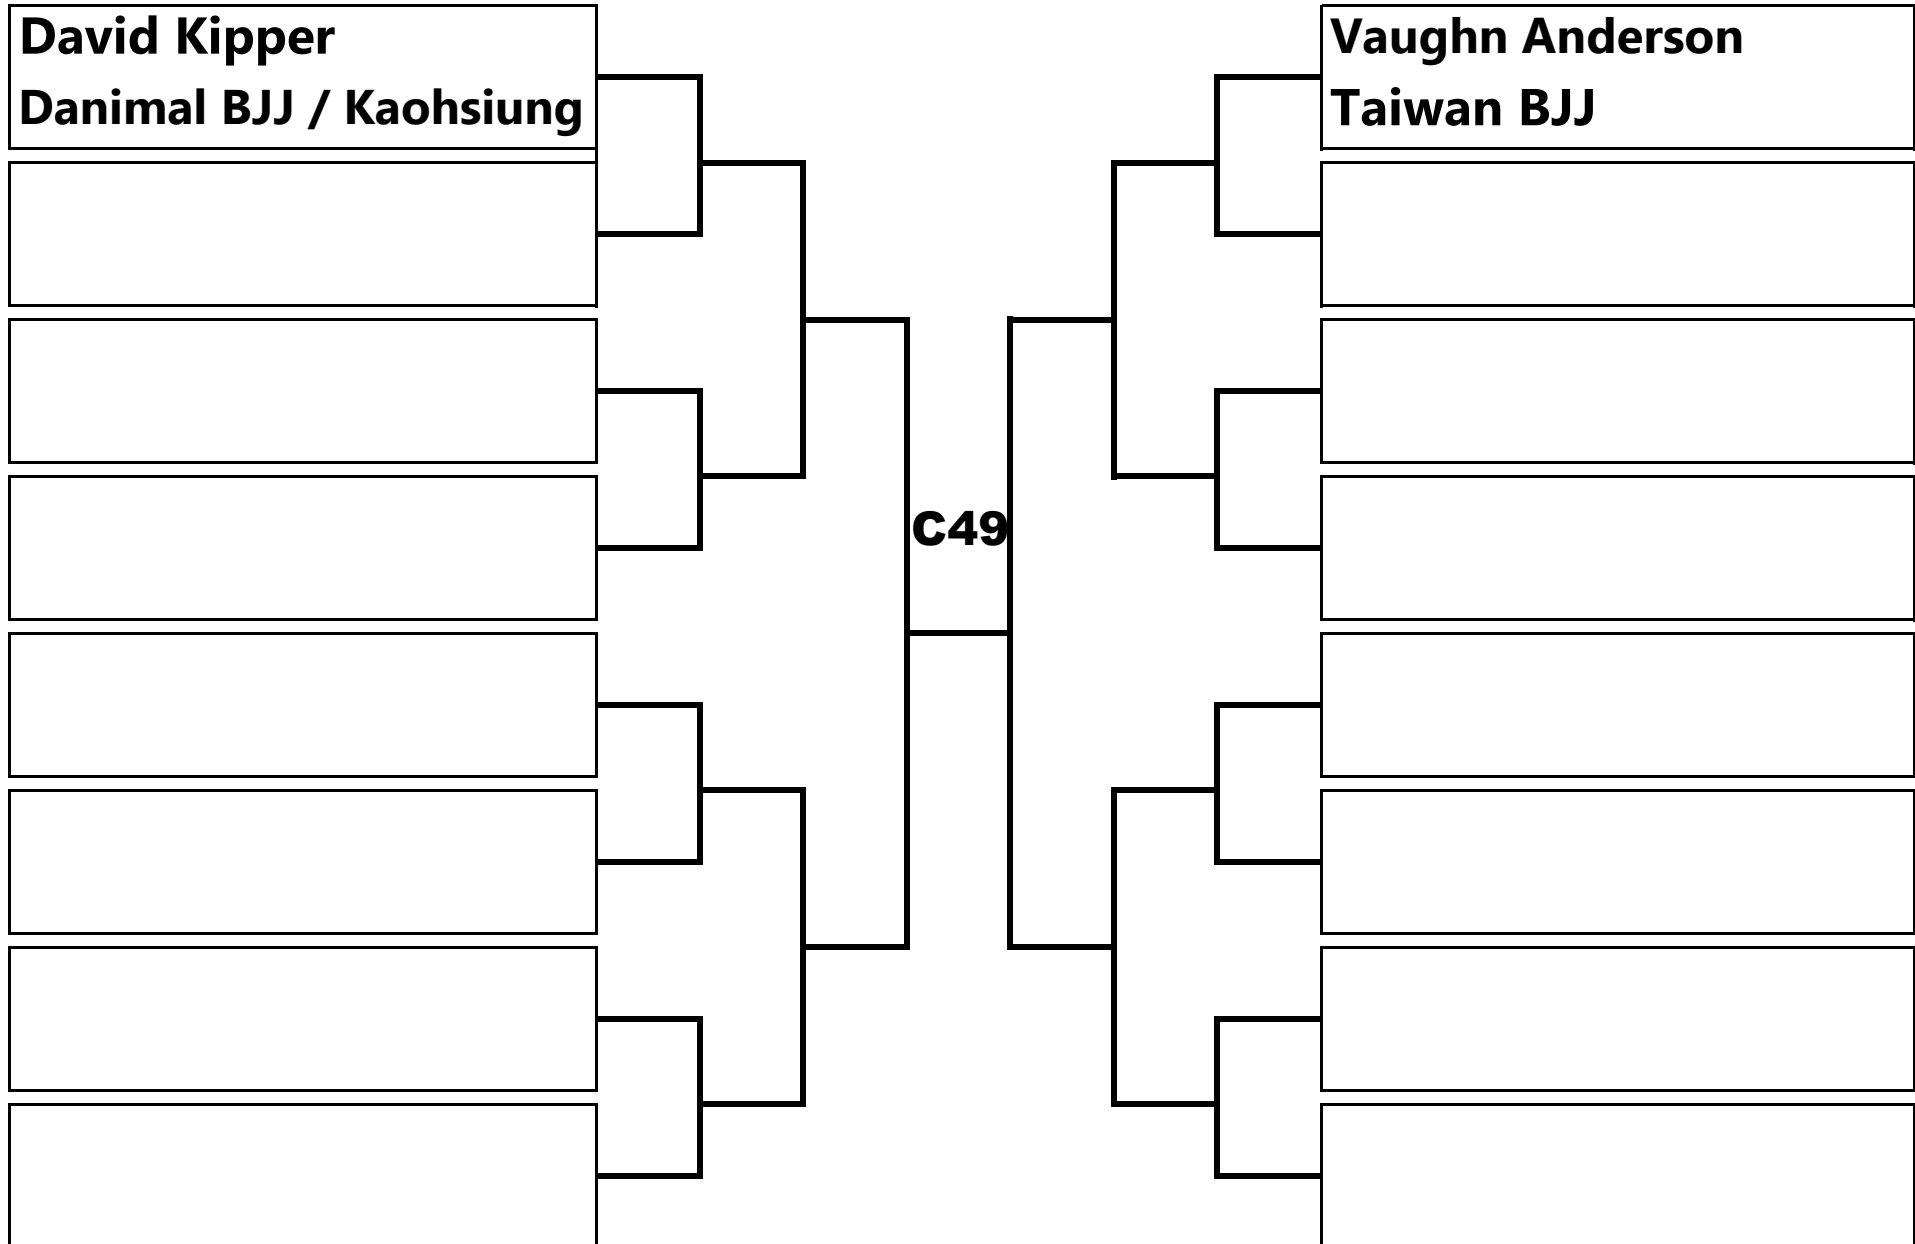 David Kipper
Danimal BJJ / Kaohsiung
Vaughn Anderson
Taiwan BJJ
C49